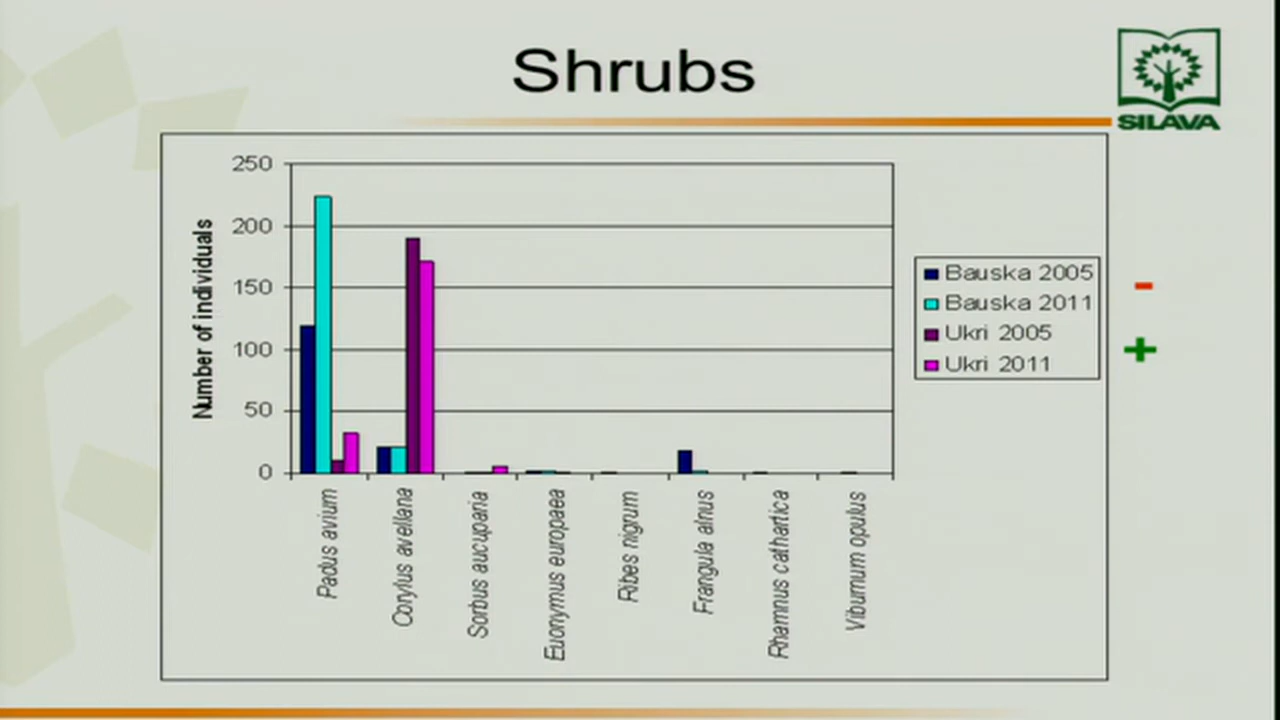 Shrubs
SILAVA
250
200
150
100
50
0
Number of individuals
Padus avium
Corylus avellana
Sorbus aucuparia
Euonymus europaea
Ribes nigrum
Frangula alnus
Rhamnus cathartica
Viburnum opulus
Bauska 2005
Bauska 2011
Ukri 2005
Ukri 2011
-
+